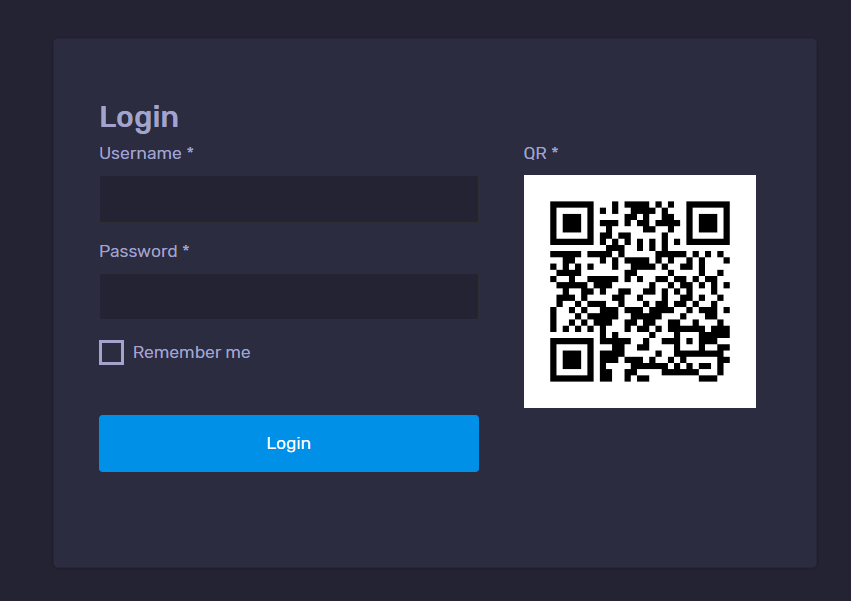 Login
Username *
Password *
Remember me
Login
QR *